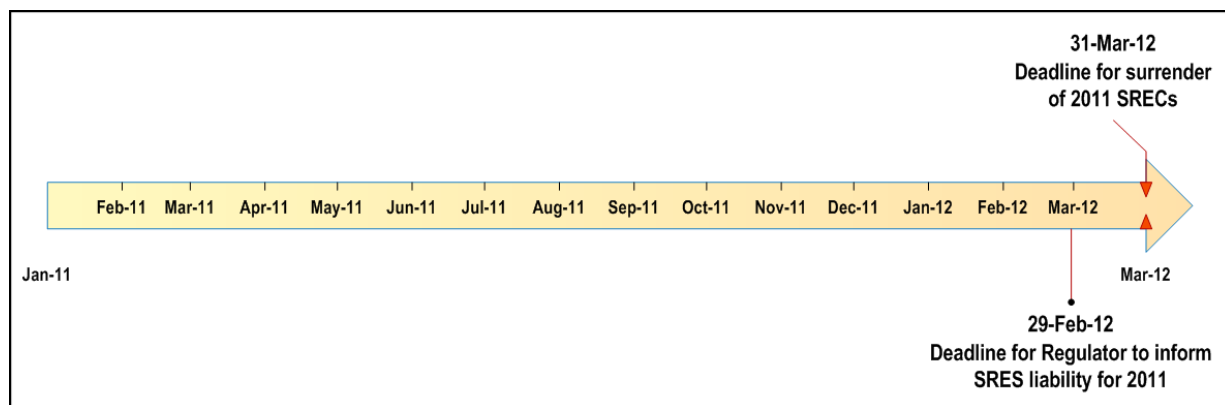 31-Mar-12
Deadline for surrender
of 2011 SRECs
Feb-11 Mar-11 Apr-11 May-11 Jun-11 Jul-11 Aug-11 Sep-11 Oct-11 Nov-11 Dec-11 Jan-12 Feb-12 Mar-12
Jan-11 Mar-12
29-Feb-12
Deadline for Regulator to inform
SRES liability for 2011